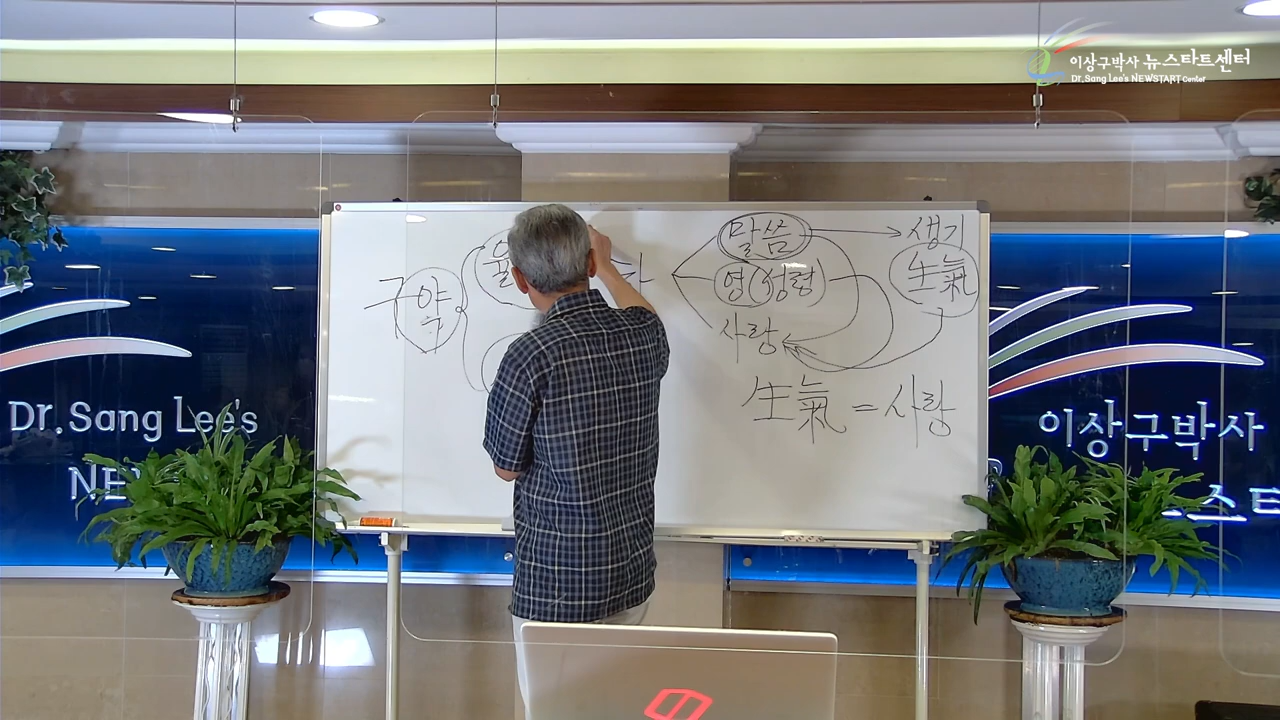 이상구박사 뉴스타트센터
Dr. Sang Lee's NEWSTART Center
말씀
생기
영(성령)
生氣
구약
사랑
生氣 = 사랑
Dr. Sang Lee's
이상구박사